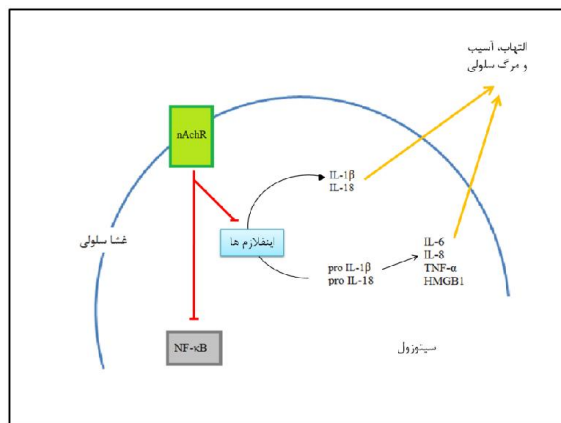 التهاب، آسیب
و مرگ سلولی
nAchR
IL-1β
IL-18
غشا سلولی
اینفلازم ها
IL-6
IL-8
TNF-α
HMGB1
pro IL-1β
pro IL-18
NF-κB
سیتوزول